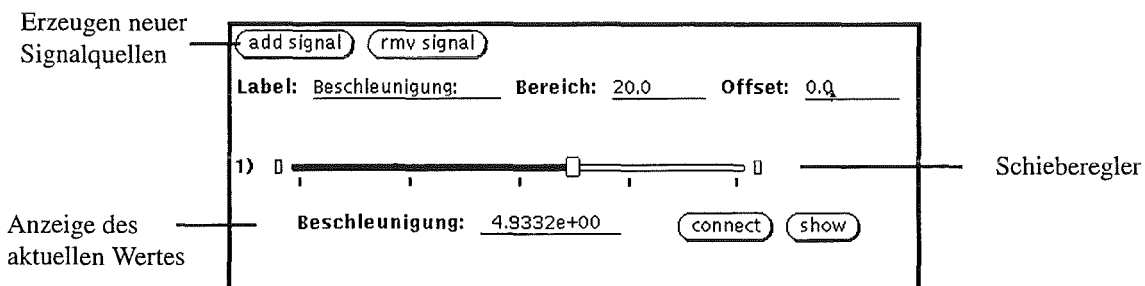 Erzeugen neuer
Signalquellen
add signal rmv signal
Label: Beschleunigung: Bereich: 20.0 Offset: 0.0
1)
Schieberegler
Anzeige des
aktuellen Wertes
Beschleunigung: 4.9332e+00 connect show